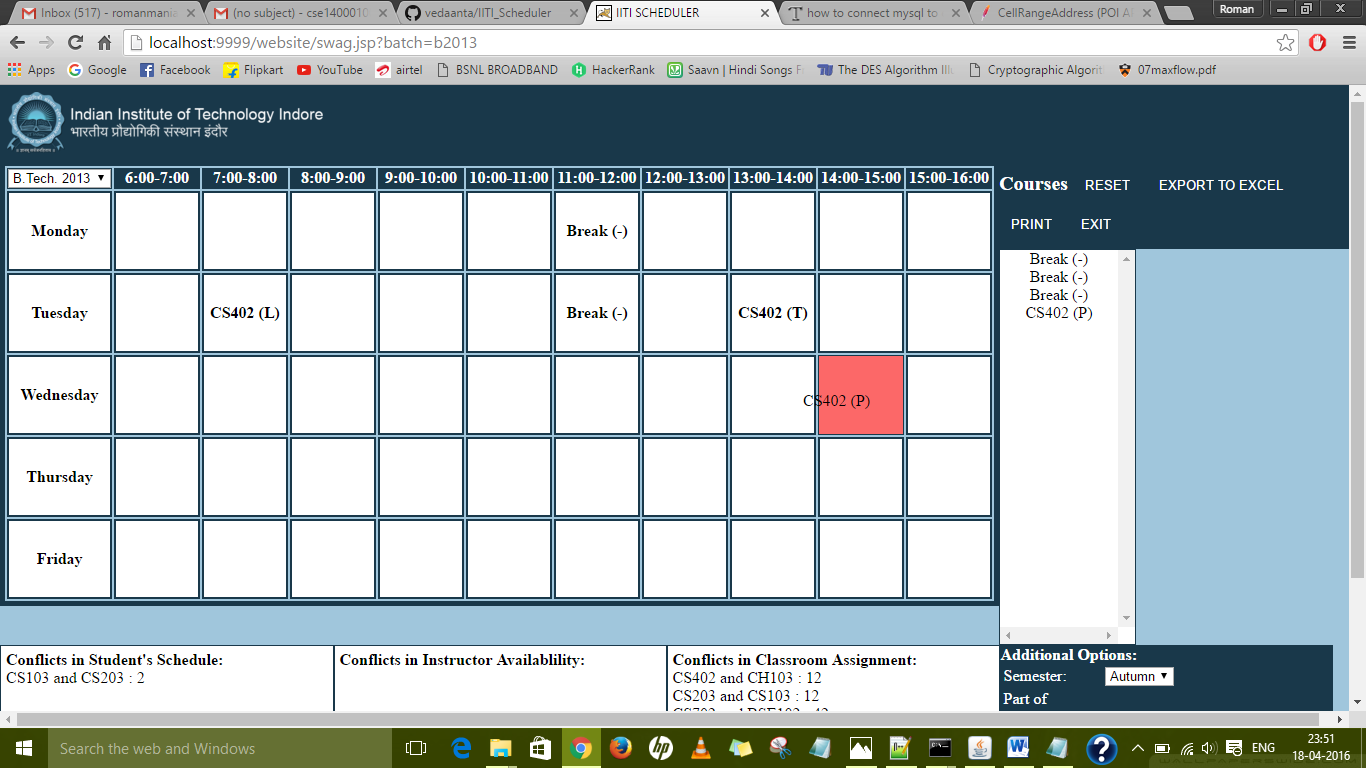 Inbox (517) - romanmania
(no subject) - cse1400010
vedaanta/IITI_Scheduler
IITI SCHEDULER
how to connect mysql to
CellRangeAddress (POI A
Roman
localhost:9999/website/swag.jsp?batch=b2013
Apps Google Facebook Flipkart YouTube airtel BSNL BROADBAND HackerRank Saavn | Hindi Songs F The DES Algorithm Illu Cryptographic Algorit 07maxflow.pdf
Indian Institute of Technology Indore
भारतीय प्रौद्योगिकी संस्थान इंदौर
B.Tech. 2013 6:00-7:00 7:00-8:00 8:00-9:00 9:00-10:00 10:00-11:00 11:00-12:00 12:00-13:00 13:00-14:00 14:00-15:00 15:00-16:00
Monday Break (-)
Tuesday CS402 (L) Break (-) CS402 (T)
Wednesday CS402 (P)
Thursday
Friday
Courses RESET EXPORT TO EXCEL
PRINT EXIT
Break (-)
Break (-)
Break (-)
CS402 (P)
Conflicts in Student's Schedule:
CS103 and CS203 : 2
Conflicts in Instructor Availablility:
Conflicts in Classroom Assignment:
CS402 and CH103 : 12
CS203 and CS103 : 12
Additional Options:
Semester: Autumn
Part of
Search the web and Windows
ENG
23:51
18-04-2016